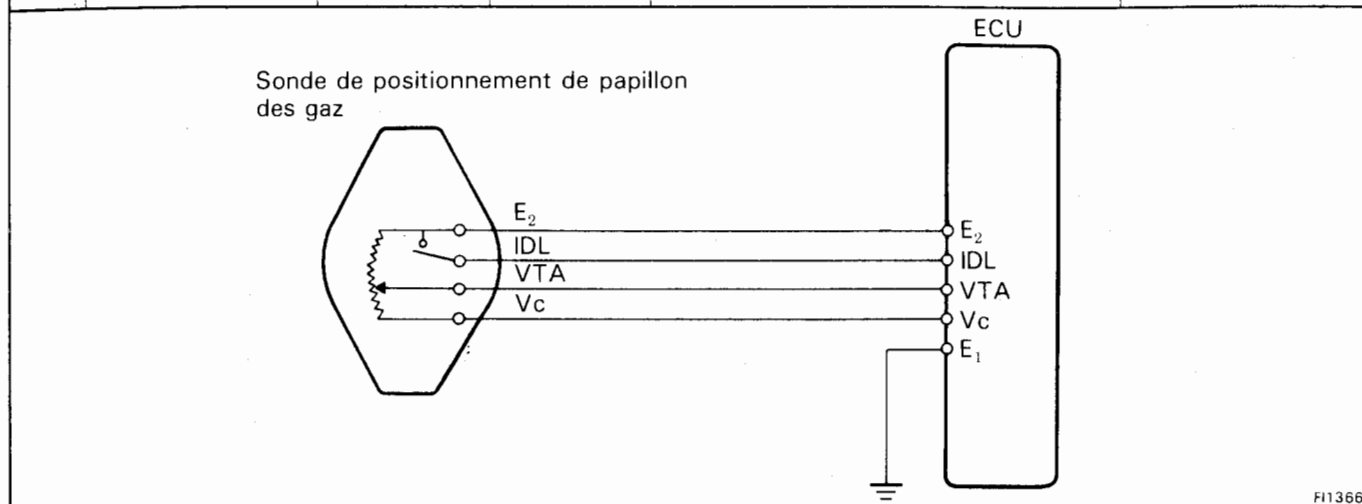 ECU
Sonde de positionnement de papillon
des gaz
E₂
IDL
VTA
Vc
E₂
IDL
VTA
Vc
E₁
FI1366